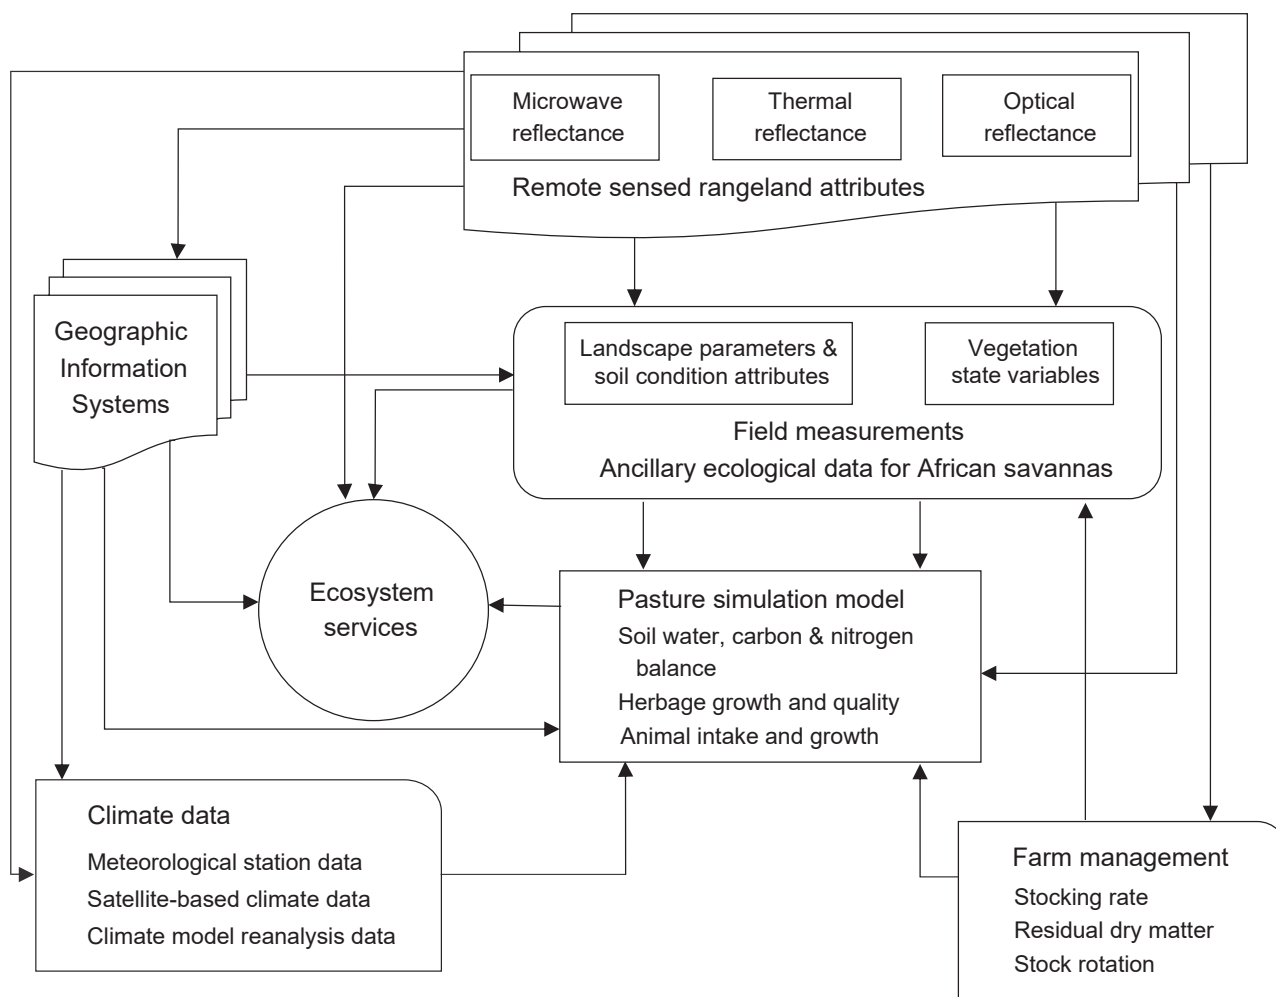 Microwave
reflectance
Thermal
reflectance
Optical
reflectance
Remote sensed rangeland attributes
Geographic
Information
Systems
Landscape parameters &
soil condition attributes
Vegetation
state variables
Field measurements
Ancillary ecological data for African savannas
Ecosystem
services
Pasture simulation model
Soil water, carbon & nitrogen
balance
Herbage growth and quality
Animal intake and growth
Climate data
Meteorological station data
Satellite-based climate data
Climate model reanalysis data
Farm management
Stocking rate
Residual dry matter
Stock rotation